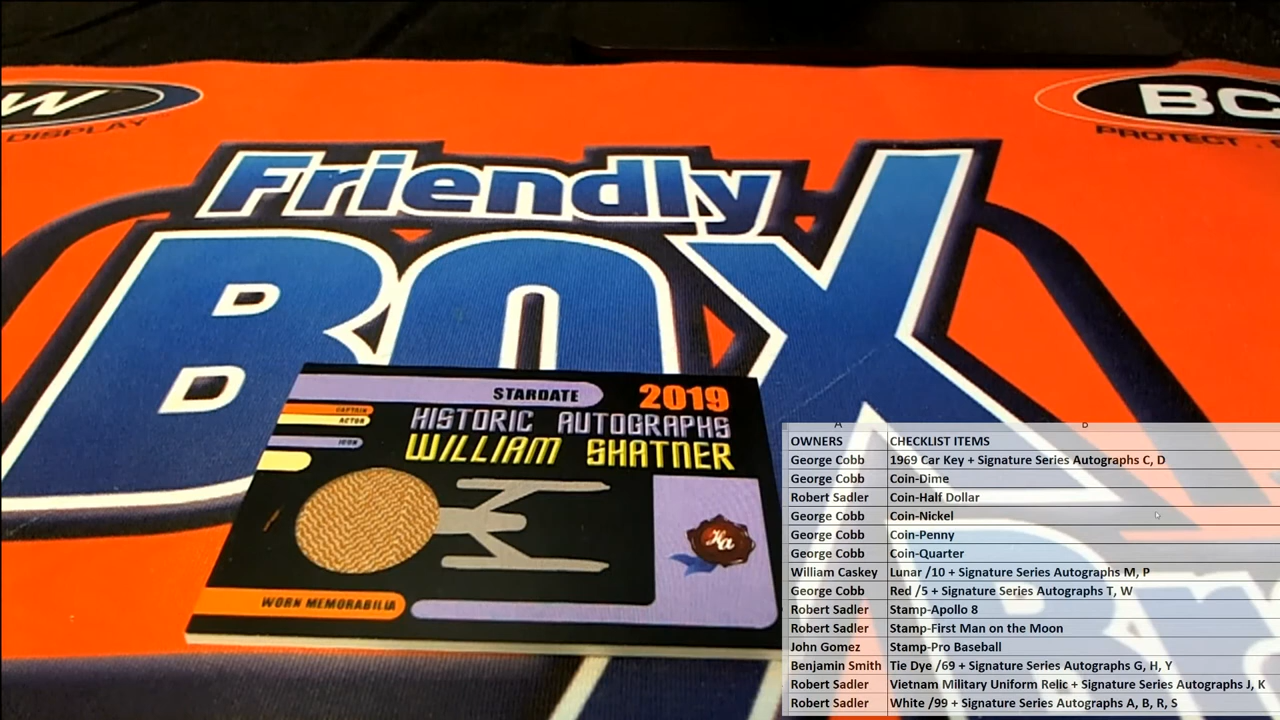 W
DISPLAY
BC
PROTECT
Friendly
BOX
STARDATE 2019
CAPTAIN
ACTOR
ICON
HISTORIC AUTOGRAPHS
WILLIAM SHATNER
Ha
WORN MEMORABILIA
A B
OWNERS CHECKLIST ITEMS
George Cobb 1969 Car Key + Signature Series Autographs C, D
George Cobb Coin-Dime
Robert Sadler Coin-Half Dollar
George Cobb Coin-Nickel
George Cobb Coin-Penny
George Cobb Coin-Quarter
William Caskey Lunar /10 + Signature Series Autographs M, P
George Cobb Red /5 + Signature Series Autographs T, W
Robert Sadler Stamp-Apollo 8
Robert Sadler Stamp-First Man on the Moon
John Gomez Stamp-Pro Baseball
Benjamin Smith Tie Dye /69 + Signature Series Autographs G, H, Y
Robert Sadler Vietnam Military Uniform Relic + Signature Series Autographs J, K
Robert Sadler White /99 + Signature Series Autographs A, B, R, S